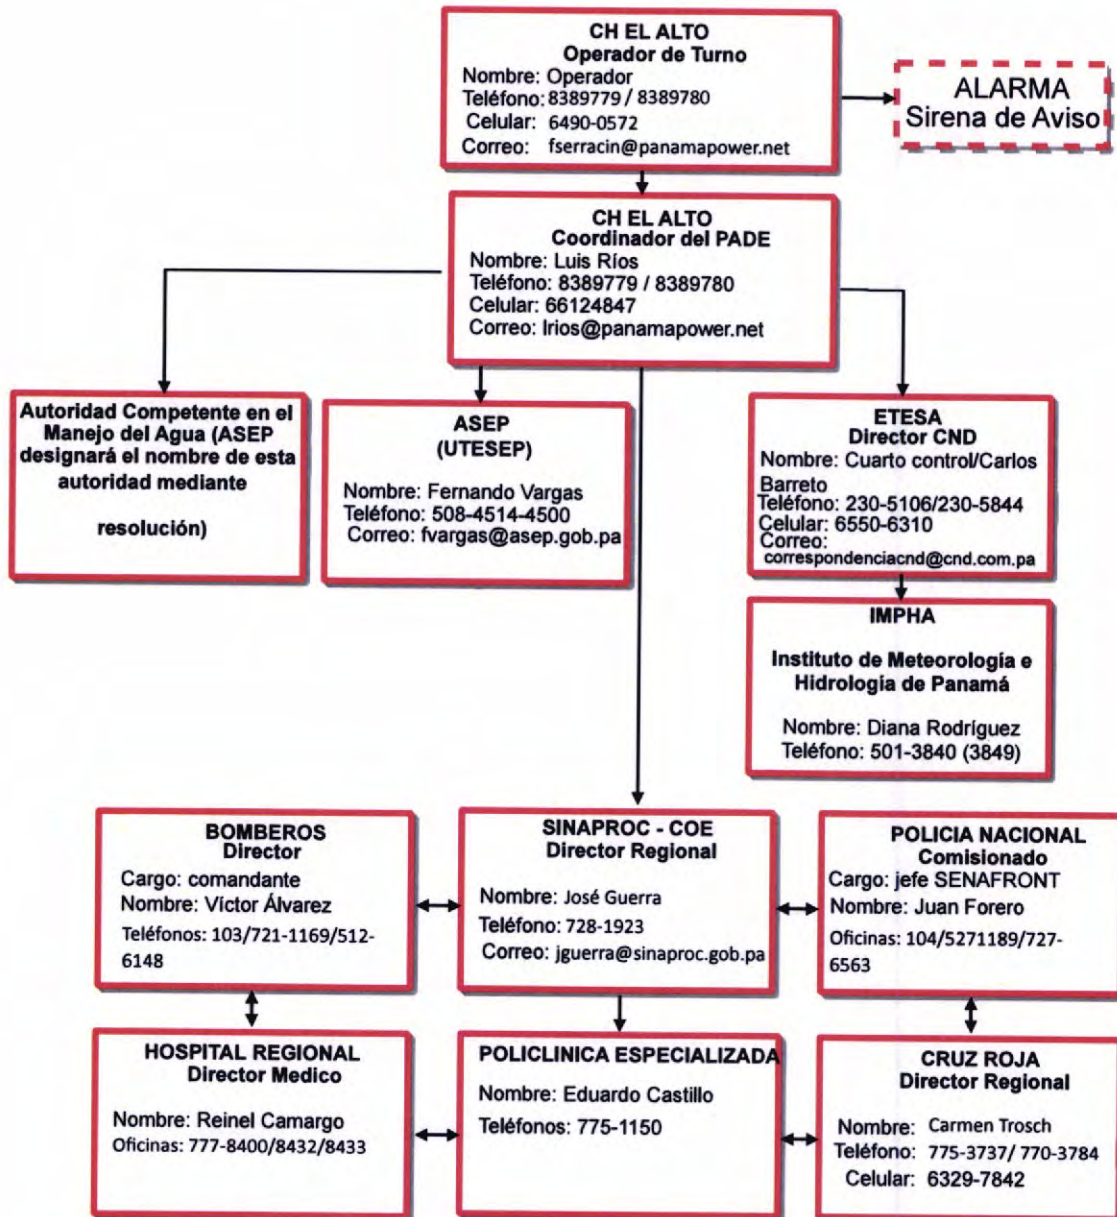 CH EL ALTO
Operador de Turno
Nombre: Operador
Teléfono: 8389779 / 8389780
Celular: 6490-0572
Correo: fserracin@panamapower.net
ALARMA
Sirena de Aviso
CH EL ALTO
Coordinador del PADE
Nombre: Luis Ríos
Teléfono: 8389779 / 8389780
Celular: 66124847
Correo: lrios@panamapower.net
Autoridad Competente en el
Manejo del Agua (ASEP
designará el nombre de esta
autoridad mediante
resolución)
ASEP
(UTESEP)
Nombre: Fernando Vargas
Teléfono: 508-4514-4500
Correo: fvargas@asep.gob.pa
ETESA
Director CND
Nombre: Cuarto control/Carlos
Barreto
Teléfono: 230-5106/230-5844
Celular: 6550-6310
Correo:
correspondenciacnd@cnd.com.pa
IMPHA
Instituto de Meteorología e
Hidrología de Panamá
Nombre: Diana Rodríguez
Teléfono: 501-3840 (3849)
BOMBEROS
Director
Cargo: comandante
Nombre: Víctor Álvarez
Teléfonos: 103/721-1169/512-
6148
SINAPROC - COE
Director Regional
Nombre: José Guerra
Teléfono: 728-1923
Correo: jguerra@sinaproc.gob.pa
POLICIA NACIONAL
Comisionado
Cargo: jefe SENAFRONT
Nombre: Juan Forero
Oficinas: 104/5271189/727-
6563
HOSPITAL REGIONAL
Director Medico
Nombre: Reinel Camargo
Oficinas: 777-8400/8432/8433
POLICLINICA ESPECIALIZADA
Nombre: Eduardo Castillo
Teléfonos: 775-1150
CRUZ ROJA
Director Regional
Nombre: Carmen Trosch
Teléfono: 775-3737/ 770-3784
Celular: 6329-7842